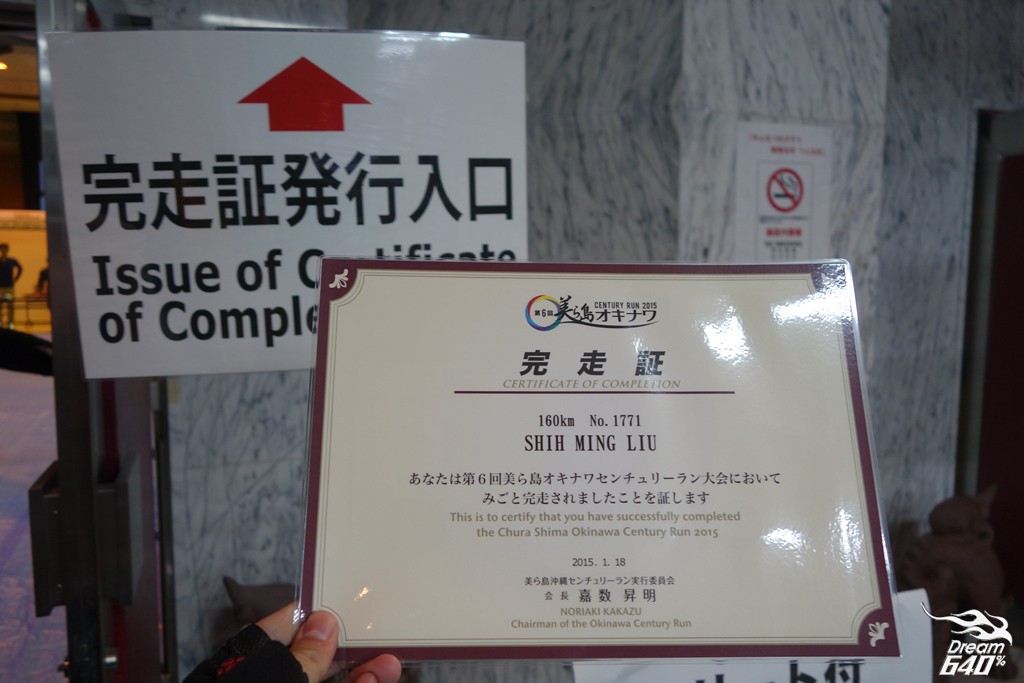 完走証発行入口
Issue of Certificate
of Comple
第6回 美ら島オキナワ CENTURY RUN 2015
完走証
CERTIFICATE OF COMPLETION
160km No.1771
SHIH MING LIU
あなたは第6回美ら島オキナワセンチュリーラン大会において
みごと完走されましたことを証します
This is to certify that you have successfully completed
the Chura Shima Okinawa Century Run 2015
2015. 1. 18
美ら島沖縄センチュリーラン実行委員会
会長 嘉数昇明
NORIAKI KAKAZU
Chairman of the Okinawa Century Run
Dream
640%